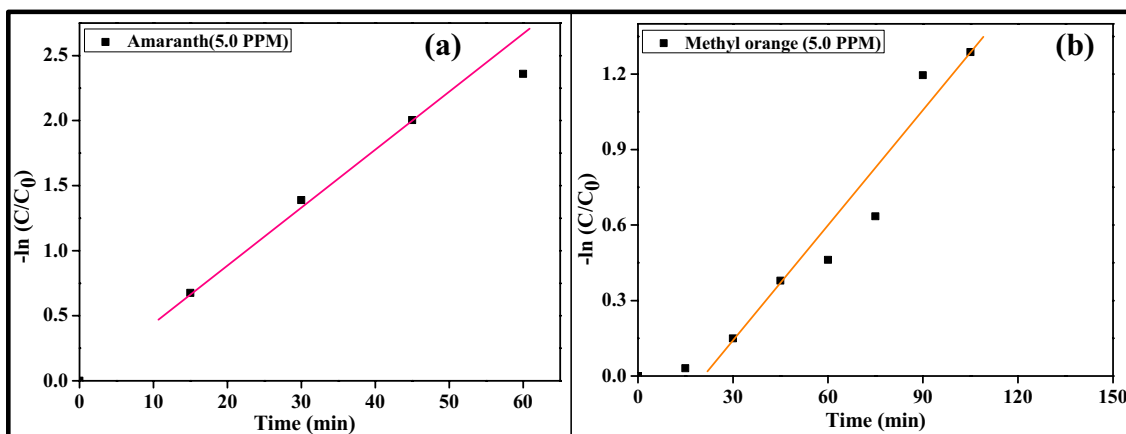 Amaranth(5.0 PPM)
(a)
2.5
2.0
1.5
1.0
0.5
0.0
-ln (C/C0)
0 10 20 30 40 50 60
Time (min)
Methyl orange (5.0 PPM)
(b)
1.2
0.9
0.6
0.3
0.0
-ln (C/C0)
0 30 60 90 120 150
Time (min)